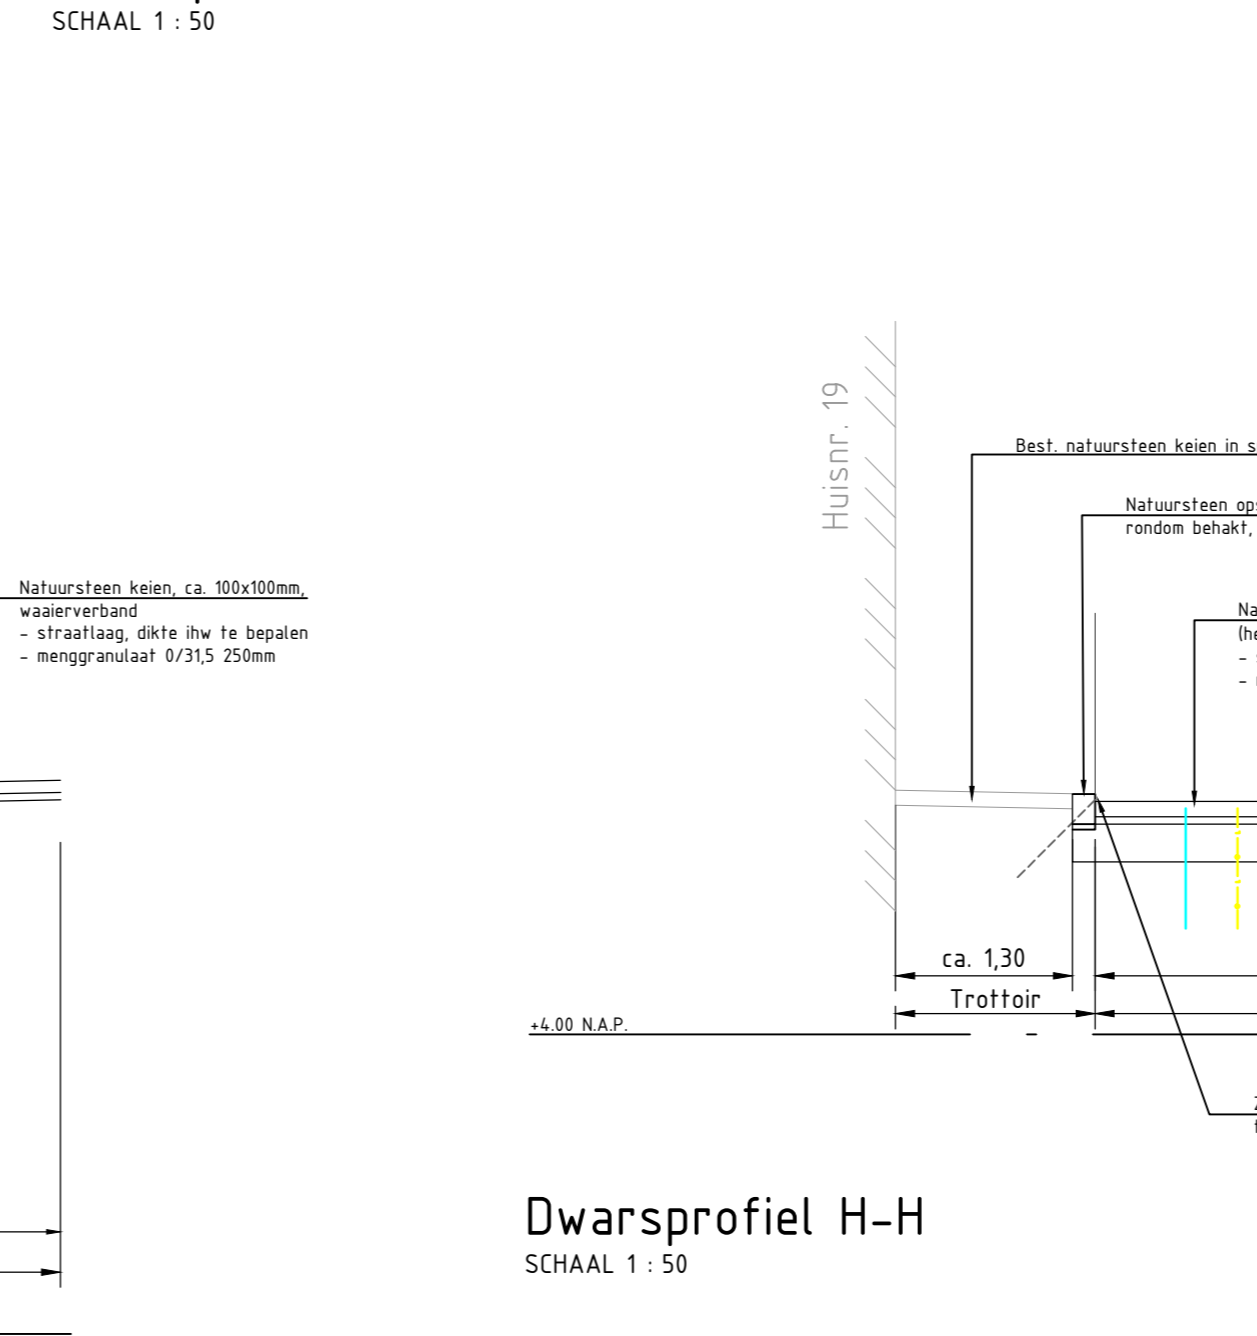 SCHAAL 1 : 50
Natuursteen keien, ca. 100x100mm,
waaierverband
- straatlaag, dikte ihw te bepalen
- menggranulaat 0/31,5 250mm
Huisnr. 19
Best. natuursteen keien in s
Natuursteen ops
rondom behakt,
Na
(he
-
-
ca. 1,30
Trottoir
+4.00 N.A.P.
Dwarsprofiel H-H
SCHAAL 1 : 50